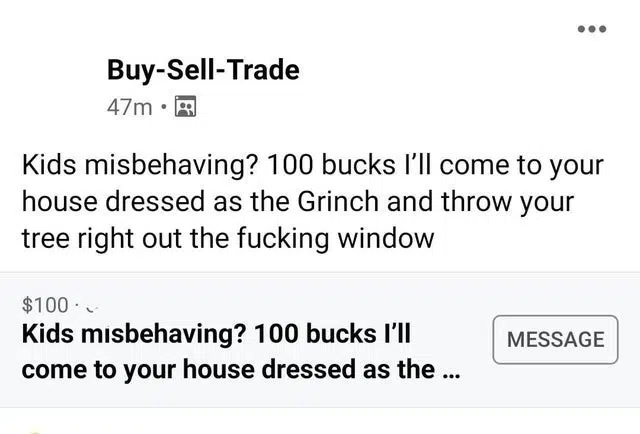 Buy-Sell-Trade
47m •
Kids misbehaving? 100 bucks I'll come to your
house dressed as the Grinch and throw your
tree right out the fucking window
$100 ·
Kids misbehaving? 100 bucks I'll
come to your house dressed as the ...
MESSAGE